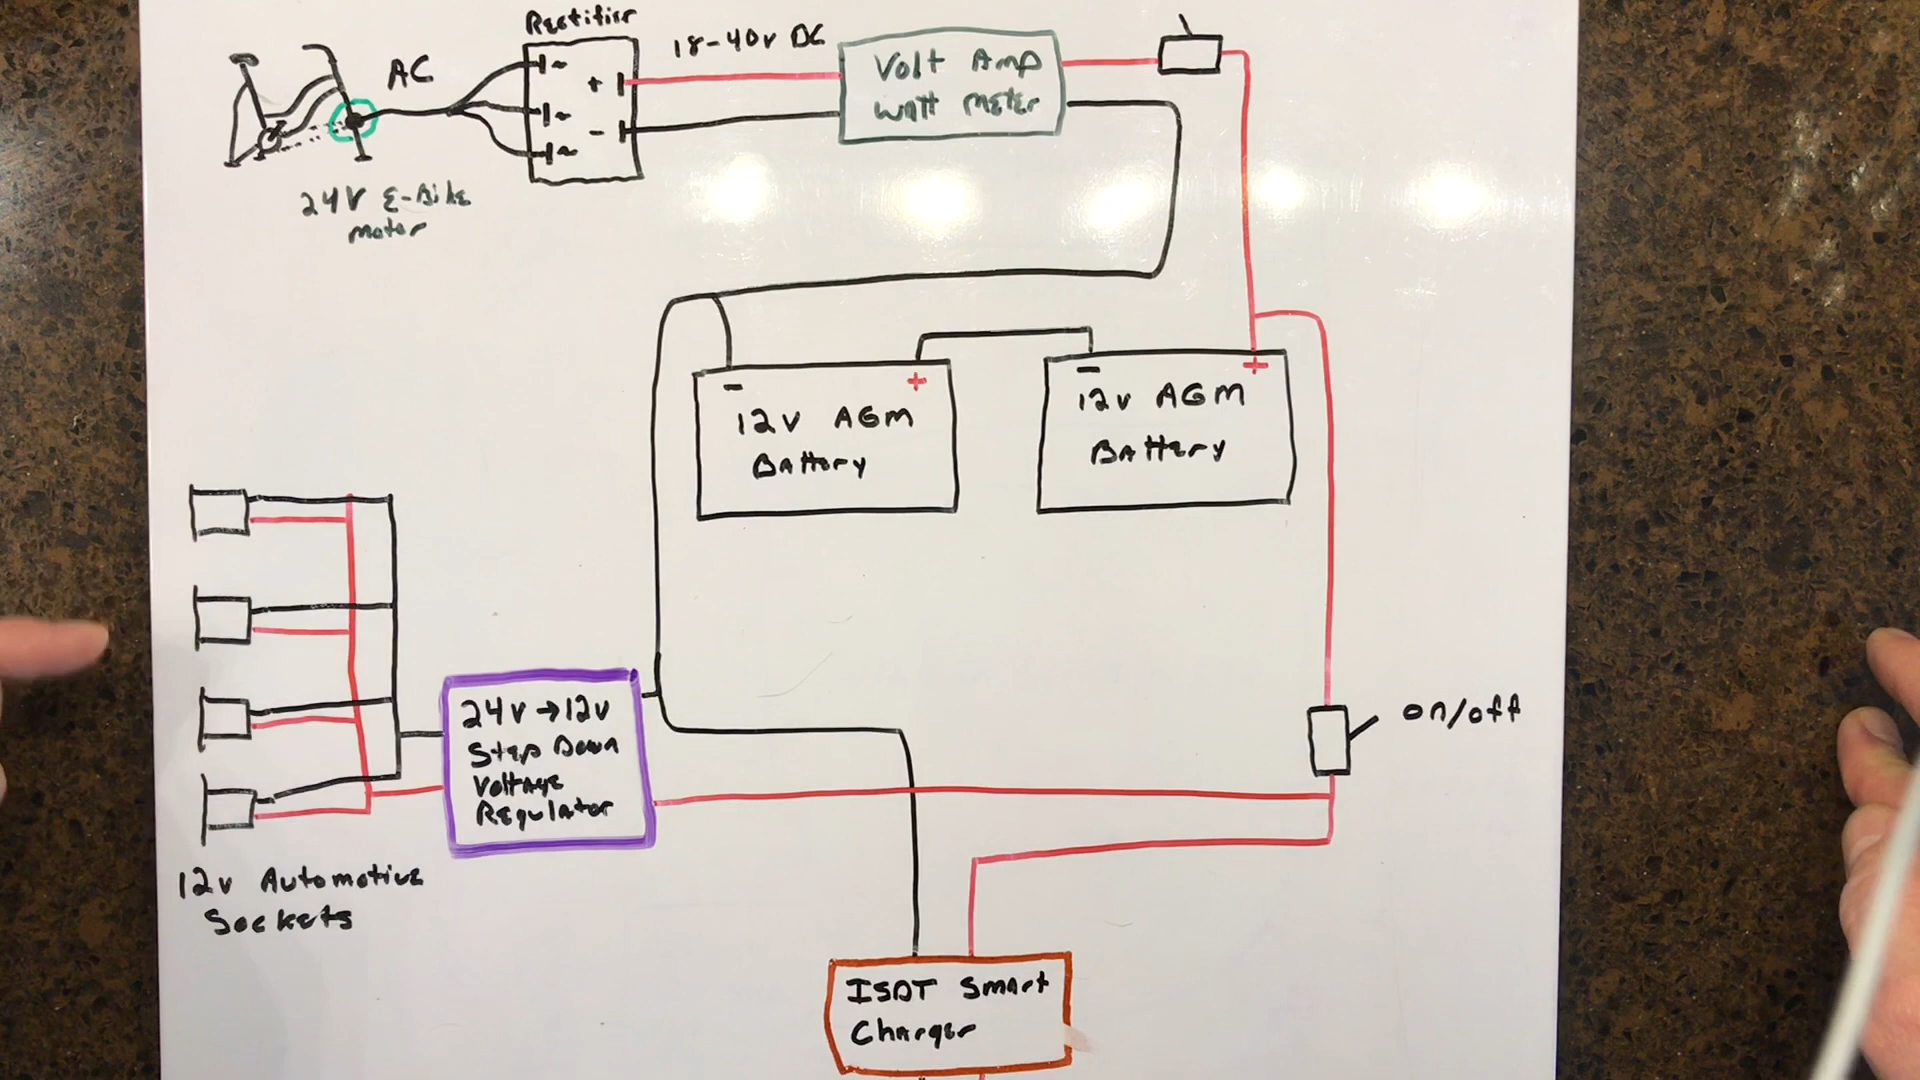 Rectifier
AC
~
~
~
+
-
18-40v DC
Volt Amp
Watt Meter
24V E-Bike
Motor
-
+
12V AGM
Battery
-
+
12v AGM
Battery
24v→12v
Step Down
Voltage
Regulator
on/off
12v Automotive
Sockets
ISDT Smart
Charger